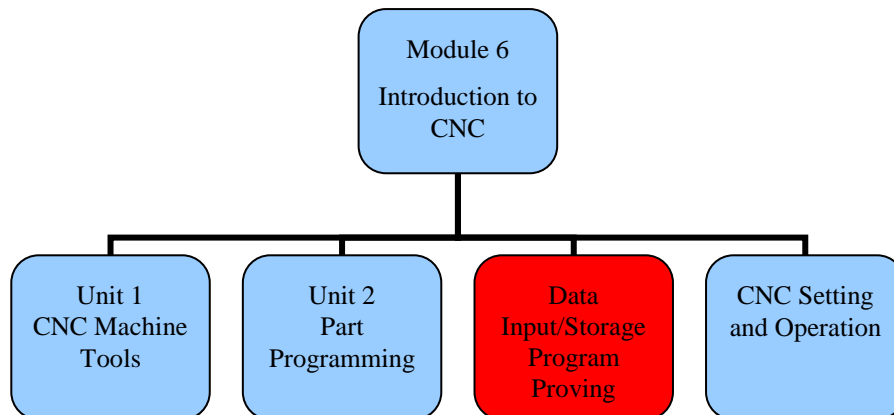 Module 6
Introduction to
CNC
Unit 1
CNC Machine
Tools
Unit 2
Part
Programming
Data
Input/Storage
Program
Proving
CNC Setting
and Operation